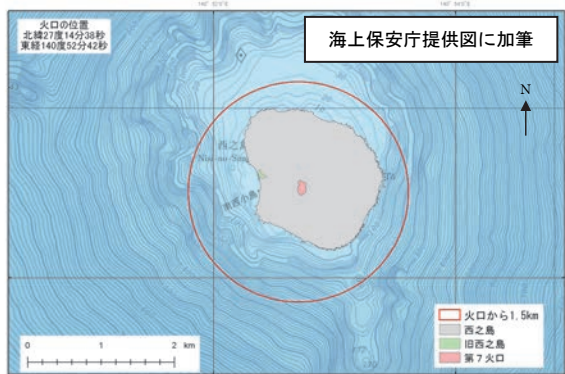 火口の位置
北緯27度14分38秒
東経140度52分42秒
海上保安庁提供図に加筆
N
西之島
0 1 2 km
火口から1.5km
西之島
旧西之島
第７火口